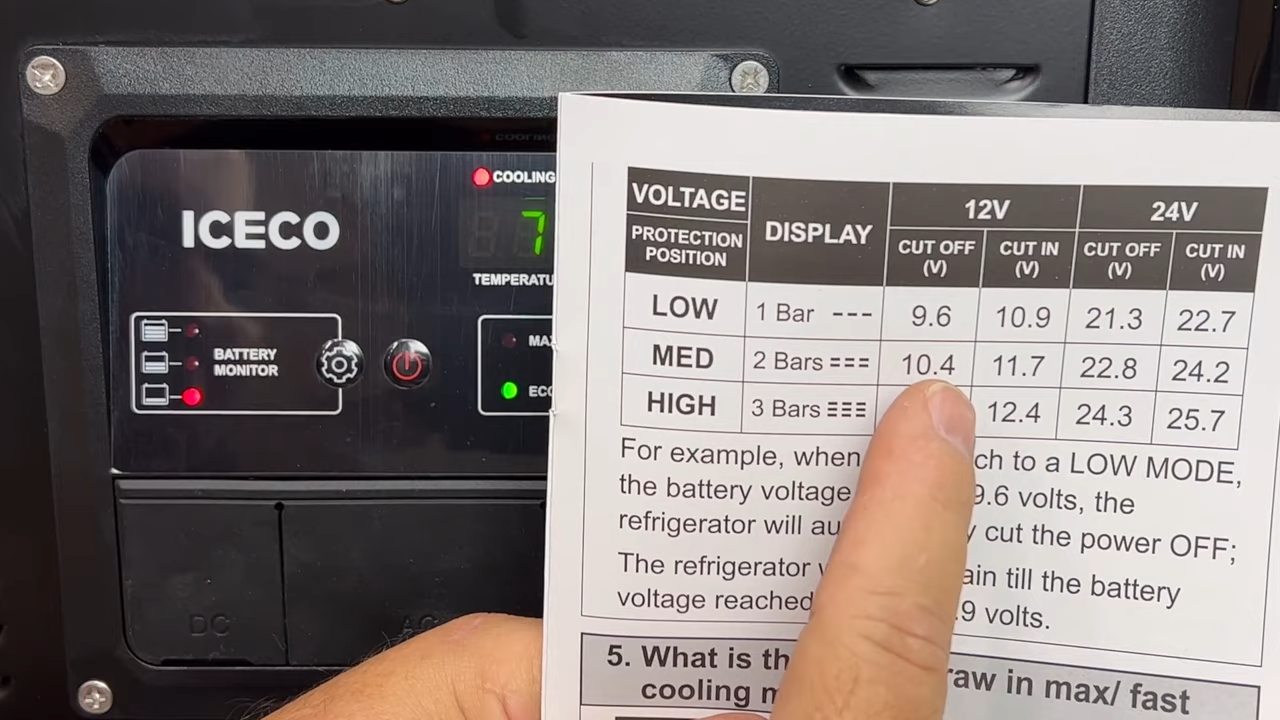 COOLING
ICECO
7
TEMPERATU
BATTERY
MONITOR
MA
ECO
DC
AC
VOLTAGE
PROTECTION
POSITION
DISPLAY
12V
24V
CUT OFF
(V)
CUT IN
(V)
CUT OFF
(V)
CUT IN
(V)
LOW 1 Bar --- 9.6 10.9 21.3 22.7
MED 2 Bars === 10.4 11.7 22.8 24.2
HIGH 3 Bars ☰☰☰ 12.4 24.3 25.7
For example, when ch to a LOW MODE,
the battery voltage 9.6 volts, the
refrigerator will au y cut the power OFF;
The refrigerator ain till the battery
voltage reached .9 volts.
5. What is th raw in max/ fast
cooling m